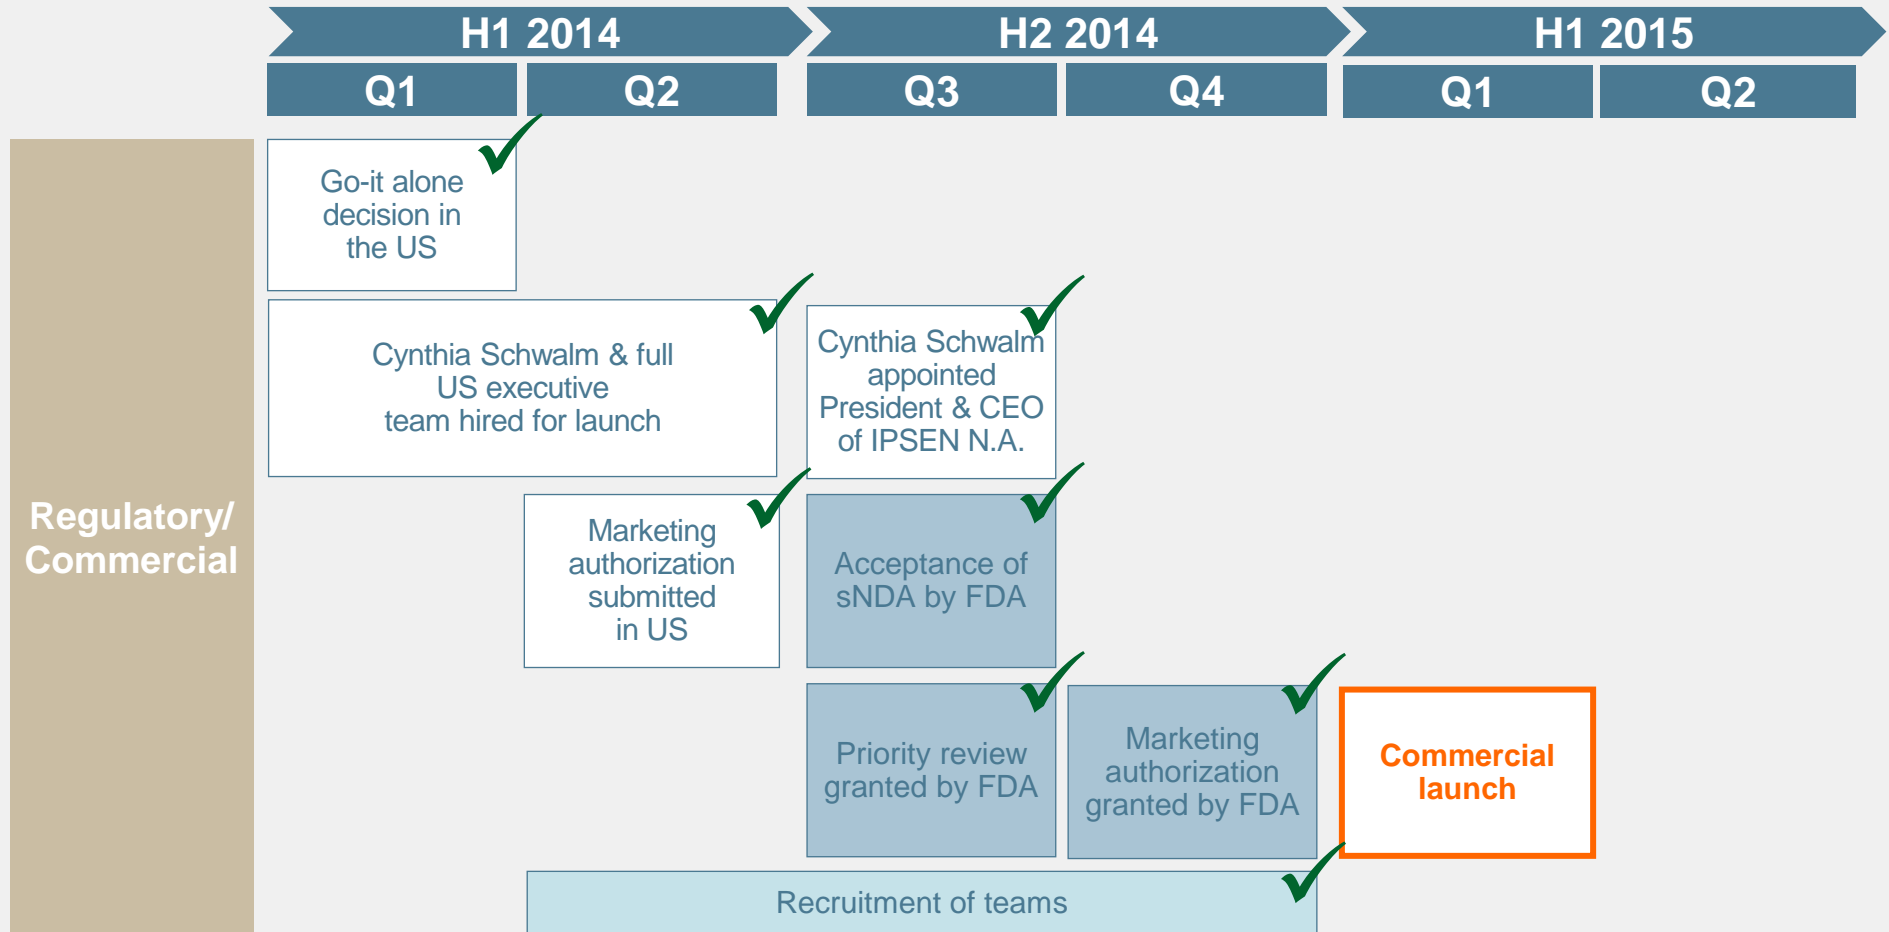 H1 2014
H2 2014
H1 2015
Q1
Q2
Q3
Q4
Q1
Q2
Regulatory/
Commercial
Go-it alone
decision in
the US
Cynthia Schwalm & full
US executive
team hired for launch
Cynthia Schwalm
appointed
President & CEO
of IPSEN N.A.
Marketing
authorization
submitted
in US
Acceptance of
sNDA by FDA
Priority review
granted by FDA
Marketing
authorization
granted by FDA
Commercial
launch
Recruitment of teams